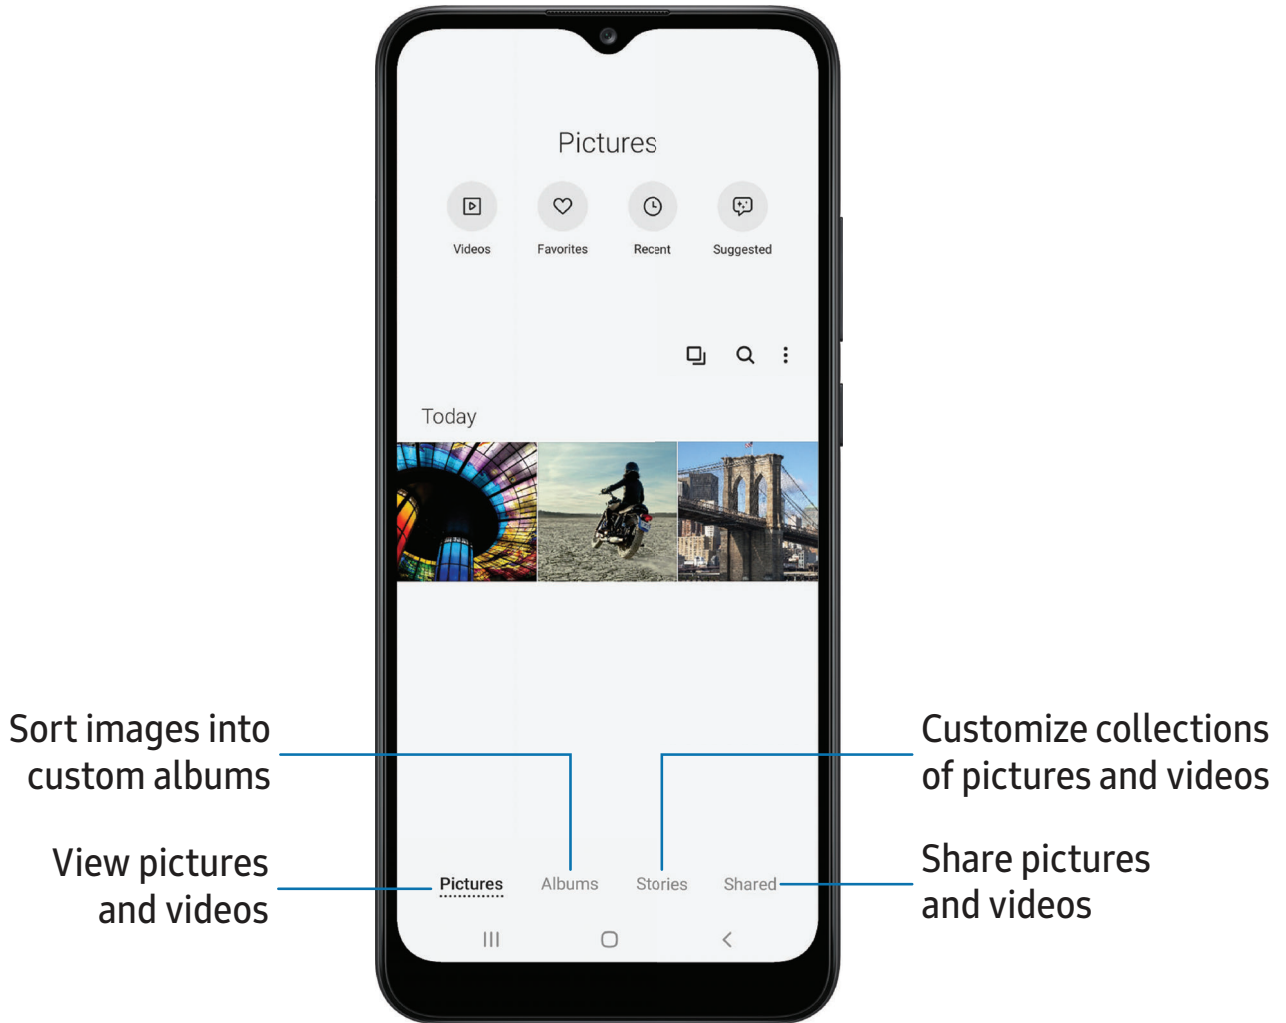 Pictures
Videos Favorites Recent Suggested
Today
Sort images into
custom albums
Customize collections
of pictures and videos
View pictures
and videos
Pictures Albums Stories Shared
Share pictures
and videos